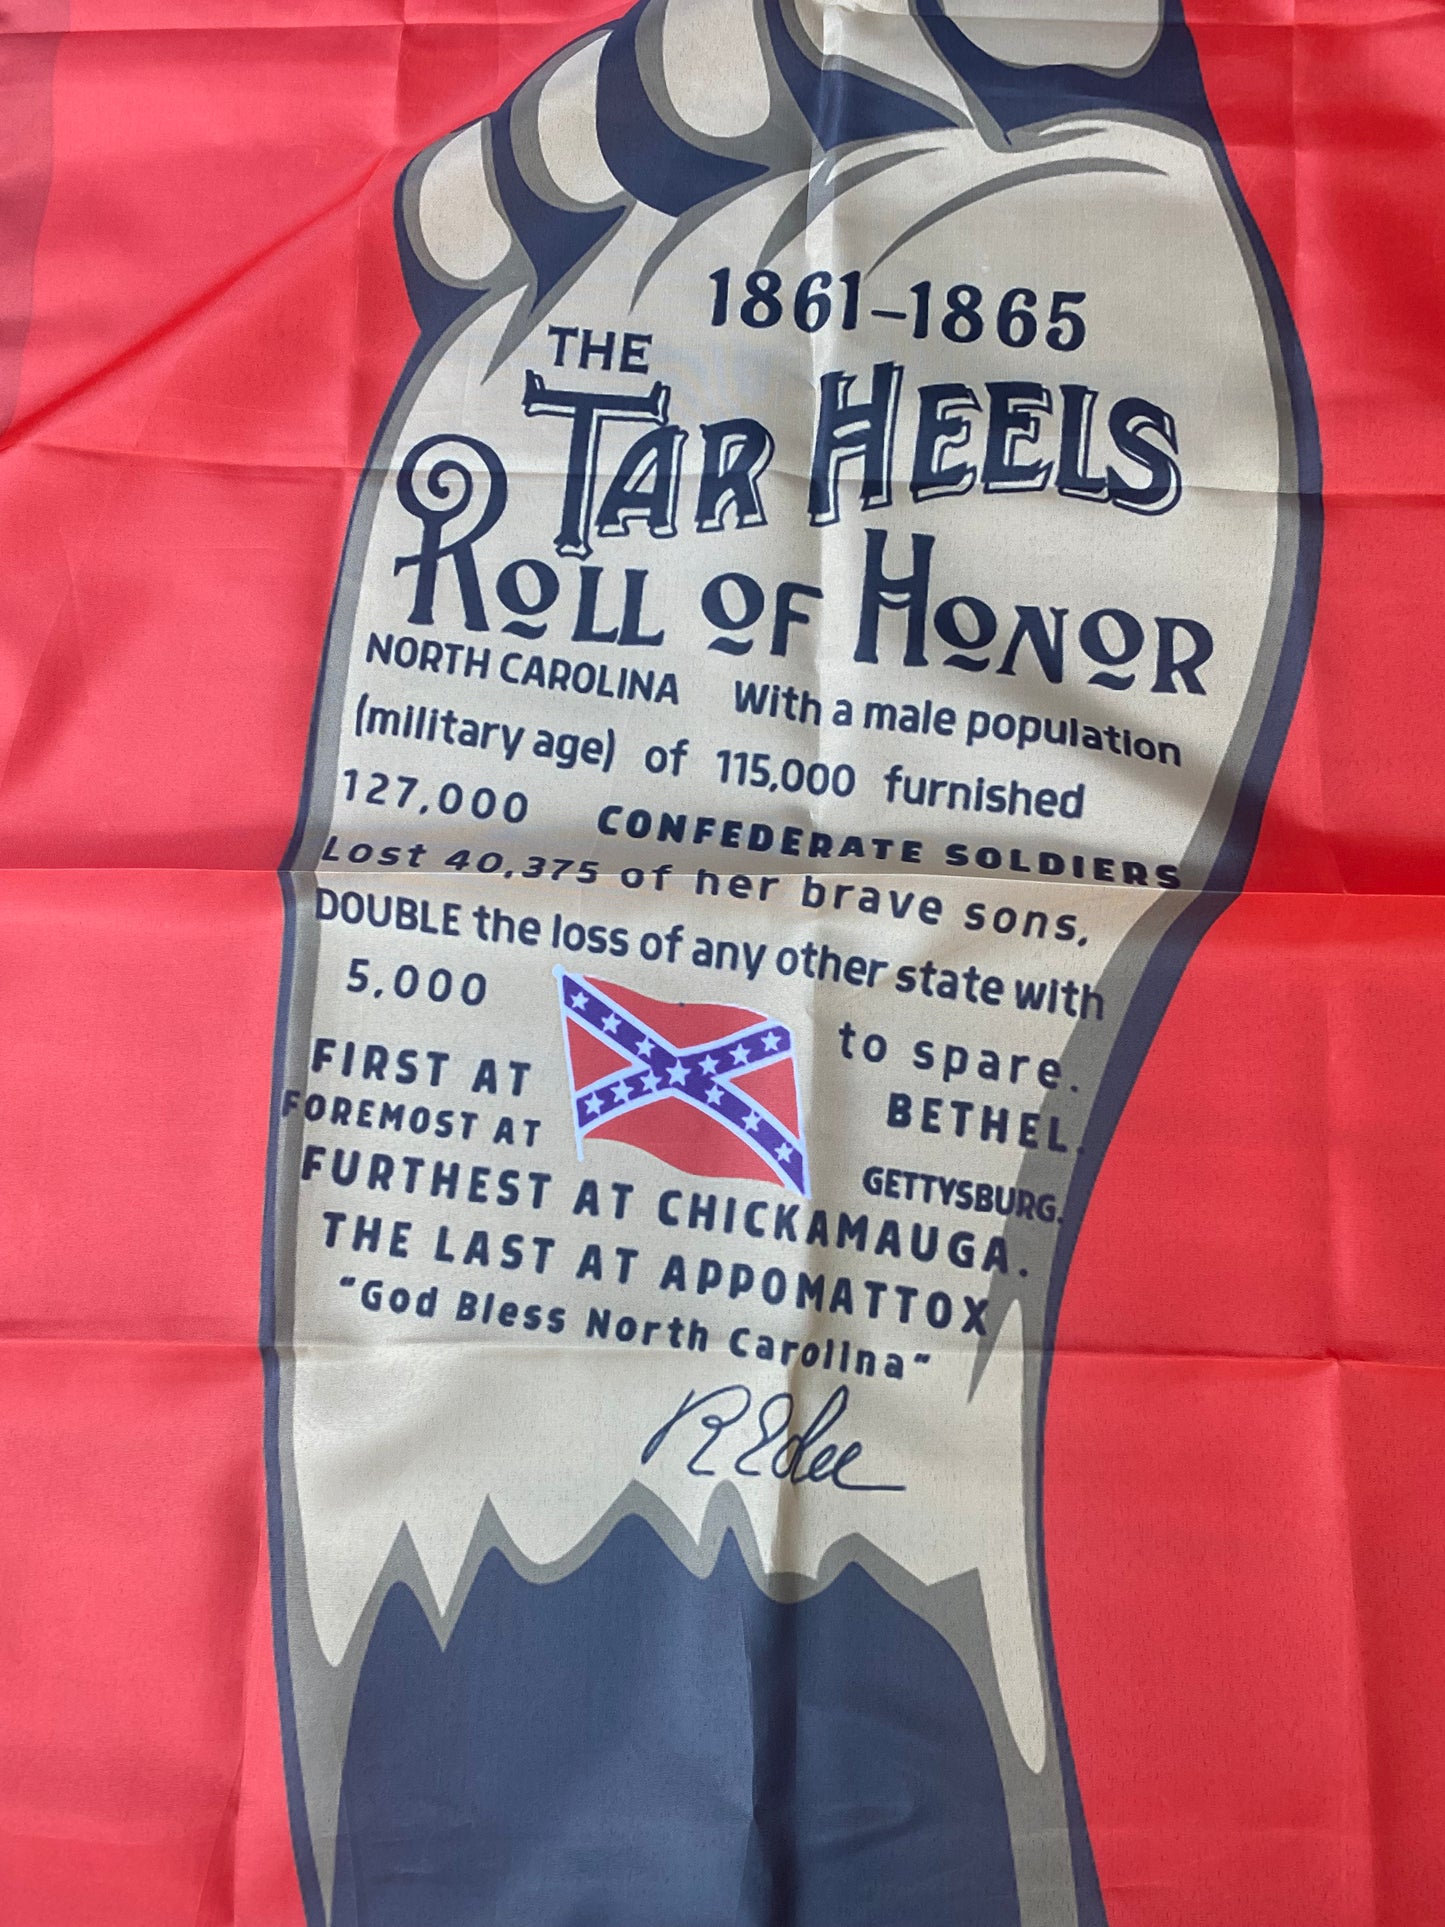 1861-1865
THE
TAR HEELS
ROLL OF HONOR
NORTH CAROLINA With a male population
(military age) of 115,000 furnished
127,000 CONFEDERATE SOLDIERS
Lost 40,375 of her brave sons,
DOUBLE the loss of any other state with
5,000 to spare.
FIRST AT BETHEL.
FOREMOST AT GETTYSBURG.
FURTHEST AT CHICKAMAUGA.
THE LAST AT APPOMATTOX
"God Bless North Carolina"
R E Lee